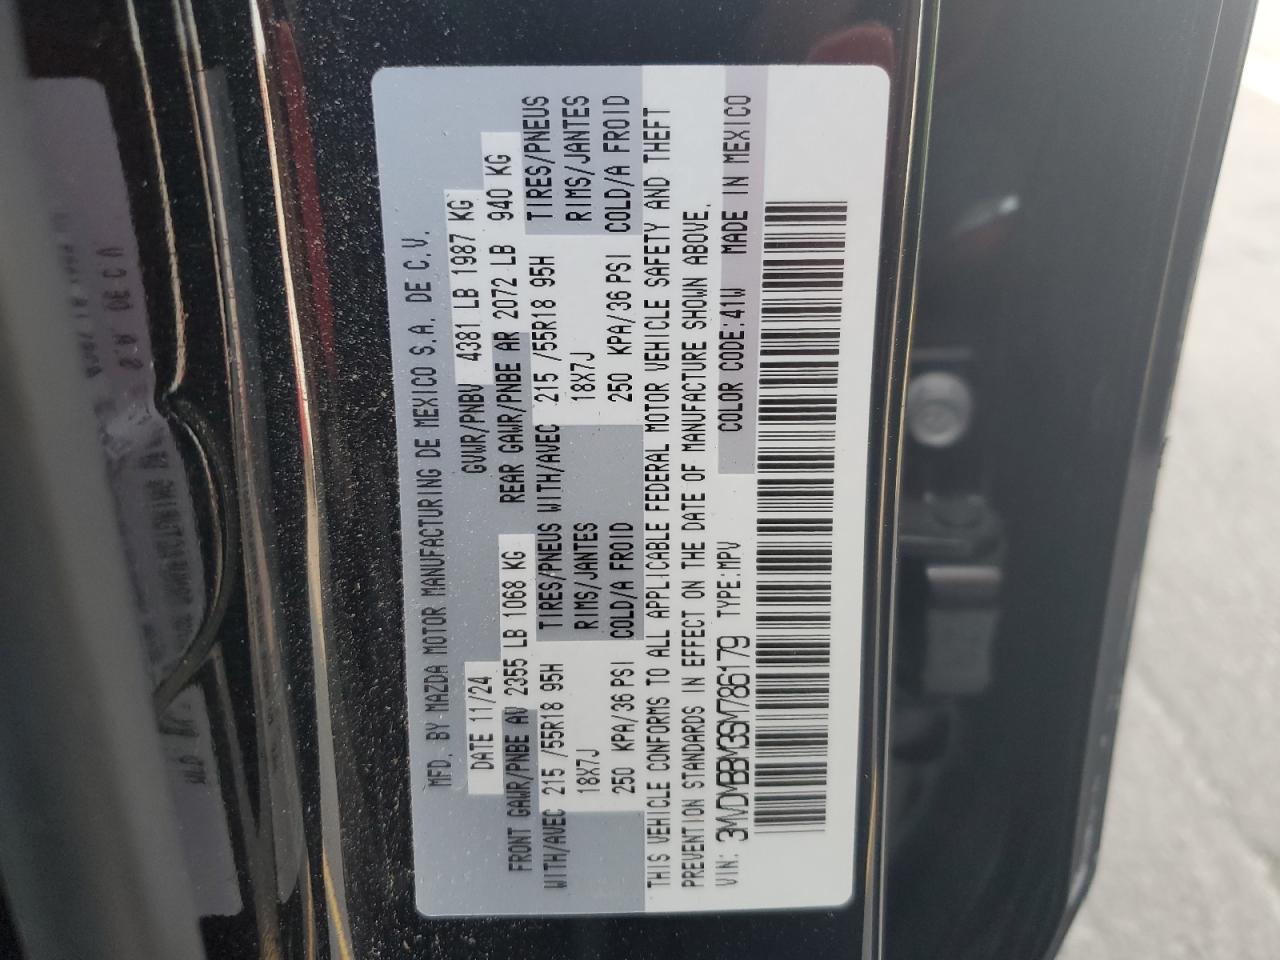 MFD. BY MAZDA MOTOR MANUFACTURING DE MEXICO S.A. DE C.V.
DATE 11/24 GVWR/PNBV 4381 LB 1987 KG
FRONT GAWR/PNBE AV 2355 LB 1068 KG REAR GAWR/PNBE AR 2072 LB 940 KG
WITH/AVEC 215 /55R18 95H TIRES/PNEUS WITH/AVEC 215 /55R18 95H TIRES/PNEUS
18X7J RIMS/JANTES 18X7J RIMS/JANTES
250 KPA/36 PSI COLD/A FROID 250 KPA/36 PSI COLD/A FROID
THIS VEHICLE CONFORMS TO ALL APPLICABLE FEDERAL MOTOR VEHICLE SAFETY AND THEFT
PREVENTION STANDARDS IN EFFECT ON THE DATE OF MANUFACTURE SHOWN ABOVE.
VIN: 3MVDMBBM3SM786179 TYPE:MPV COLOR CODE:41W MADE IN MEXICO